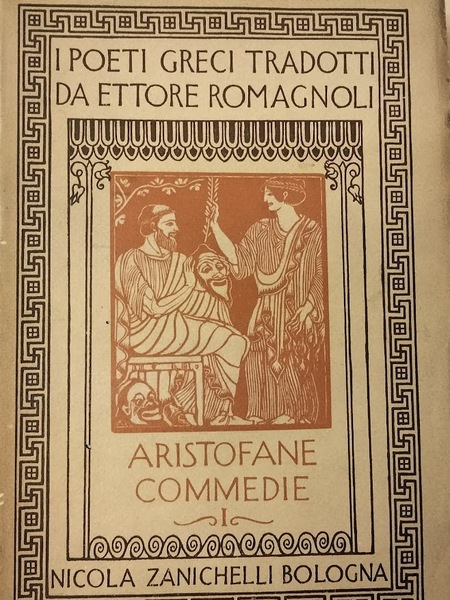 I POETI GRECI TRADOTTI
DA ETTORE ROMAGNOLI
ARISTOFANE
COMMEDIE
I
NICOLA ZANICHELLI BOLOGNA